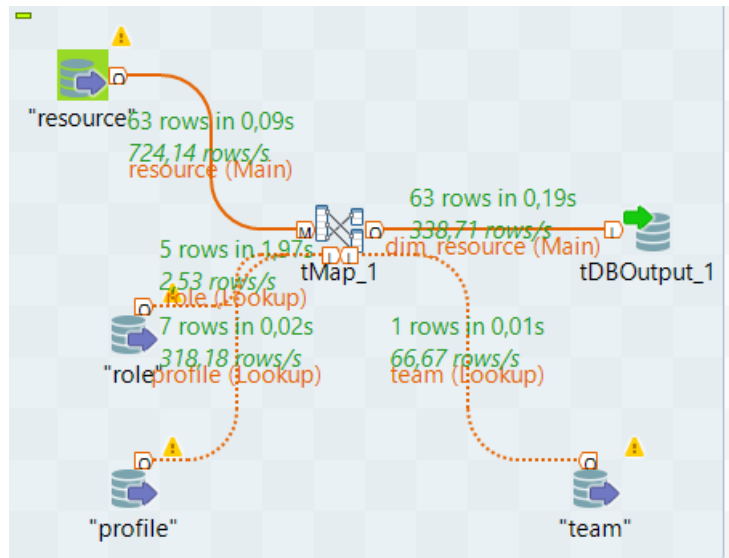 "resource"
63 rows in 0,09s
724,14 rows/s
resource (Main)
63 rows in 0,19s
338,71 rows/s
dim_resource (Main)
M
O
tMap_1
tDBOutput_1
5 rows in 1,97s
2,53 rows/s
role (Lookup)
"role"
7 rows in 0,02s
318,18 rows/s
profile (Lookup)
1 rows in 0,01s
66,67 rows/s
team (Lookup)
"profile"
"team"